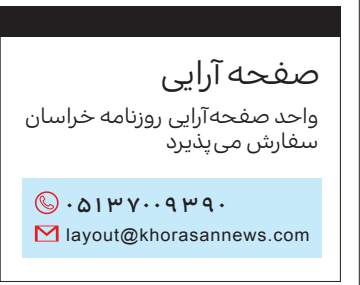 صفحه آرایی
واحد صفحه‌آرایی روزنامه خراسان
سفارش می‌پذیرد
۰۵۱۳۷۰۰۹۳۹۰
layout@khorasannews.com